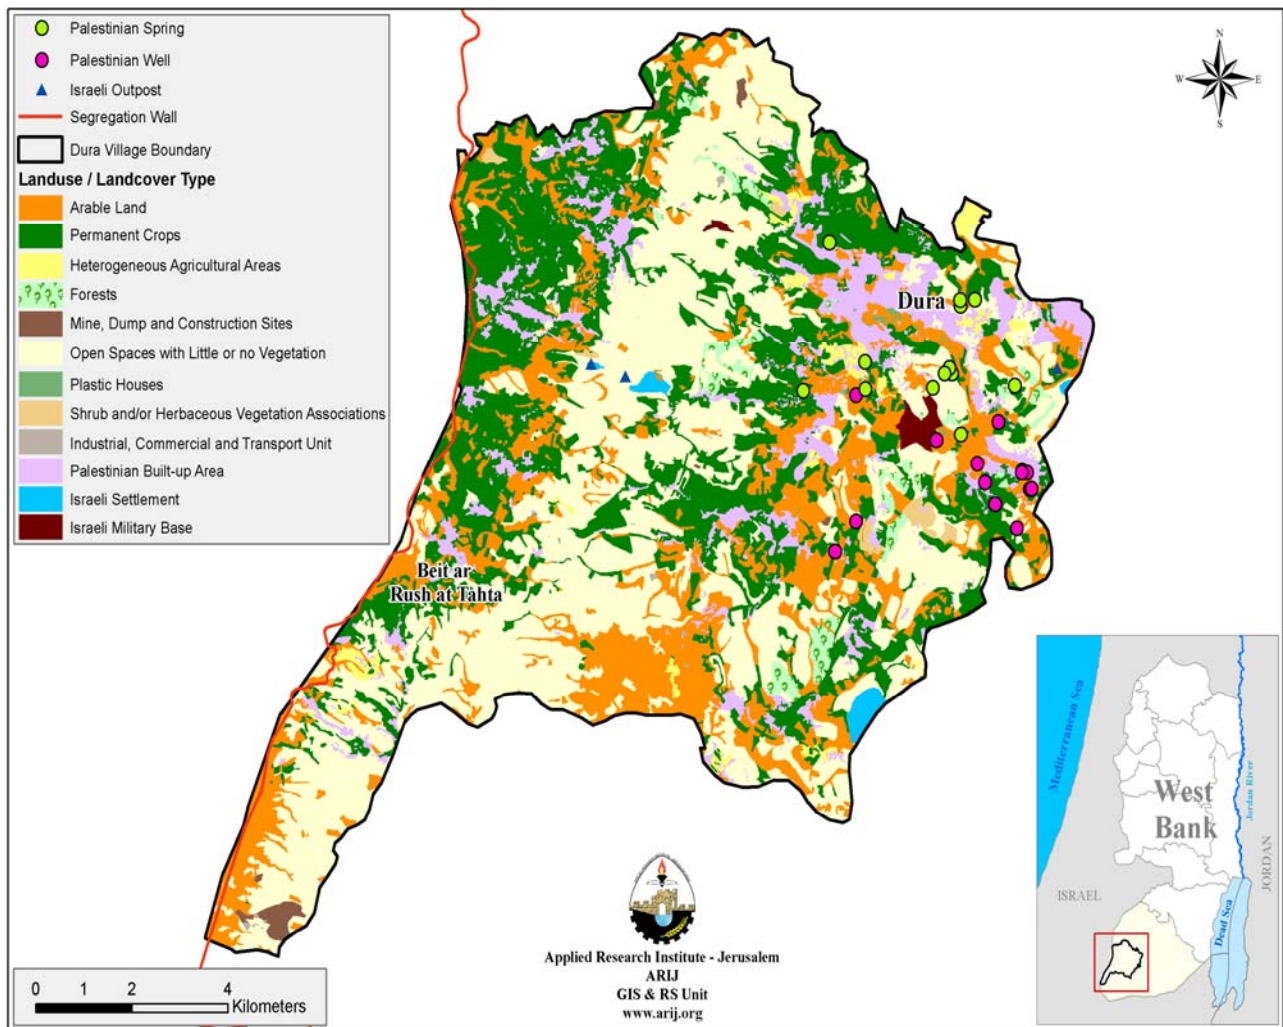 Palestinian Spring
Palestinian Well
Israeli Outpost
Segregation Wall
Dura Village Boundary
Landuse / Landcover Type
Arable Land
Permanent Crops
Heterogeneous Agricultural Areas
Forests
Mine, Dump and Construction Sites
Open Spaces with Little or no Vegetation
Plastic Houses
Shrub and/or Herbaceous Vegetation Associations
Industrial, Commercial and Transport Unit
Palestinian Built-up Area
Israeli Settlement
Israeli Military Base
N
W
E
S
Dura
Beit ar
Rush at Tahta
Mediterranean Sea
West
Bank
Jordan River
ISRAEL
JORDAN
Dead Sea
Applied Research Institute - Jerusalem
ARIJ
GIS & RS Unit
www.arij.org
0 1 2 4
Kilometers